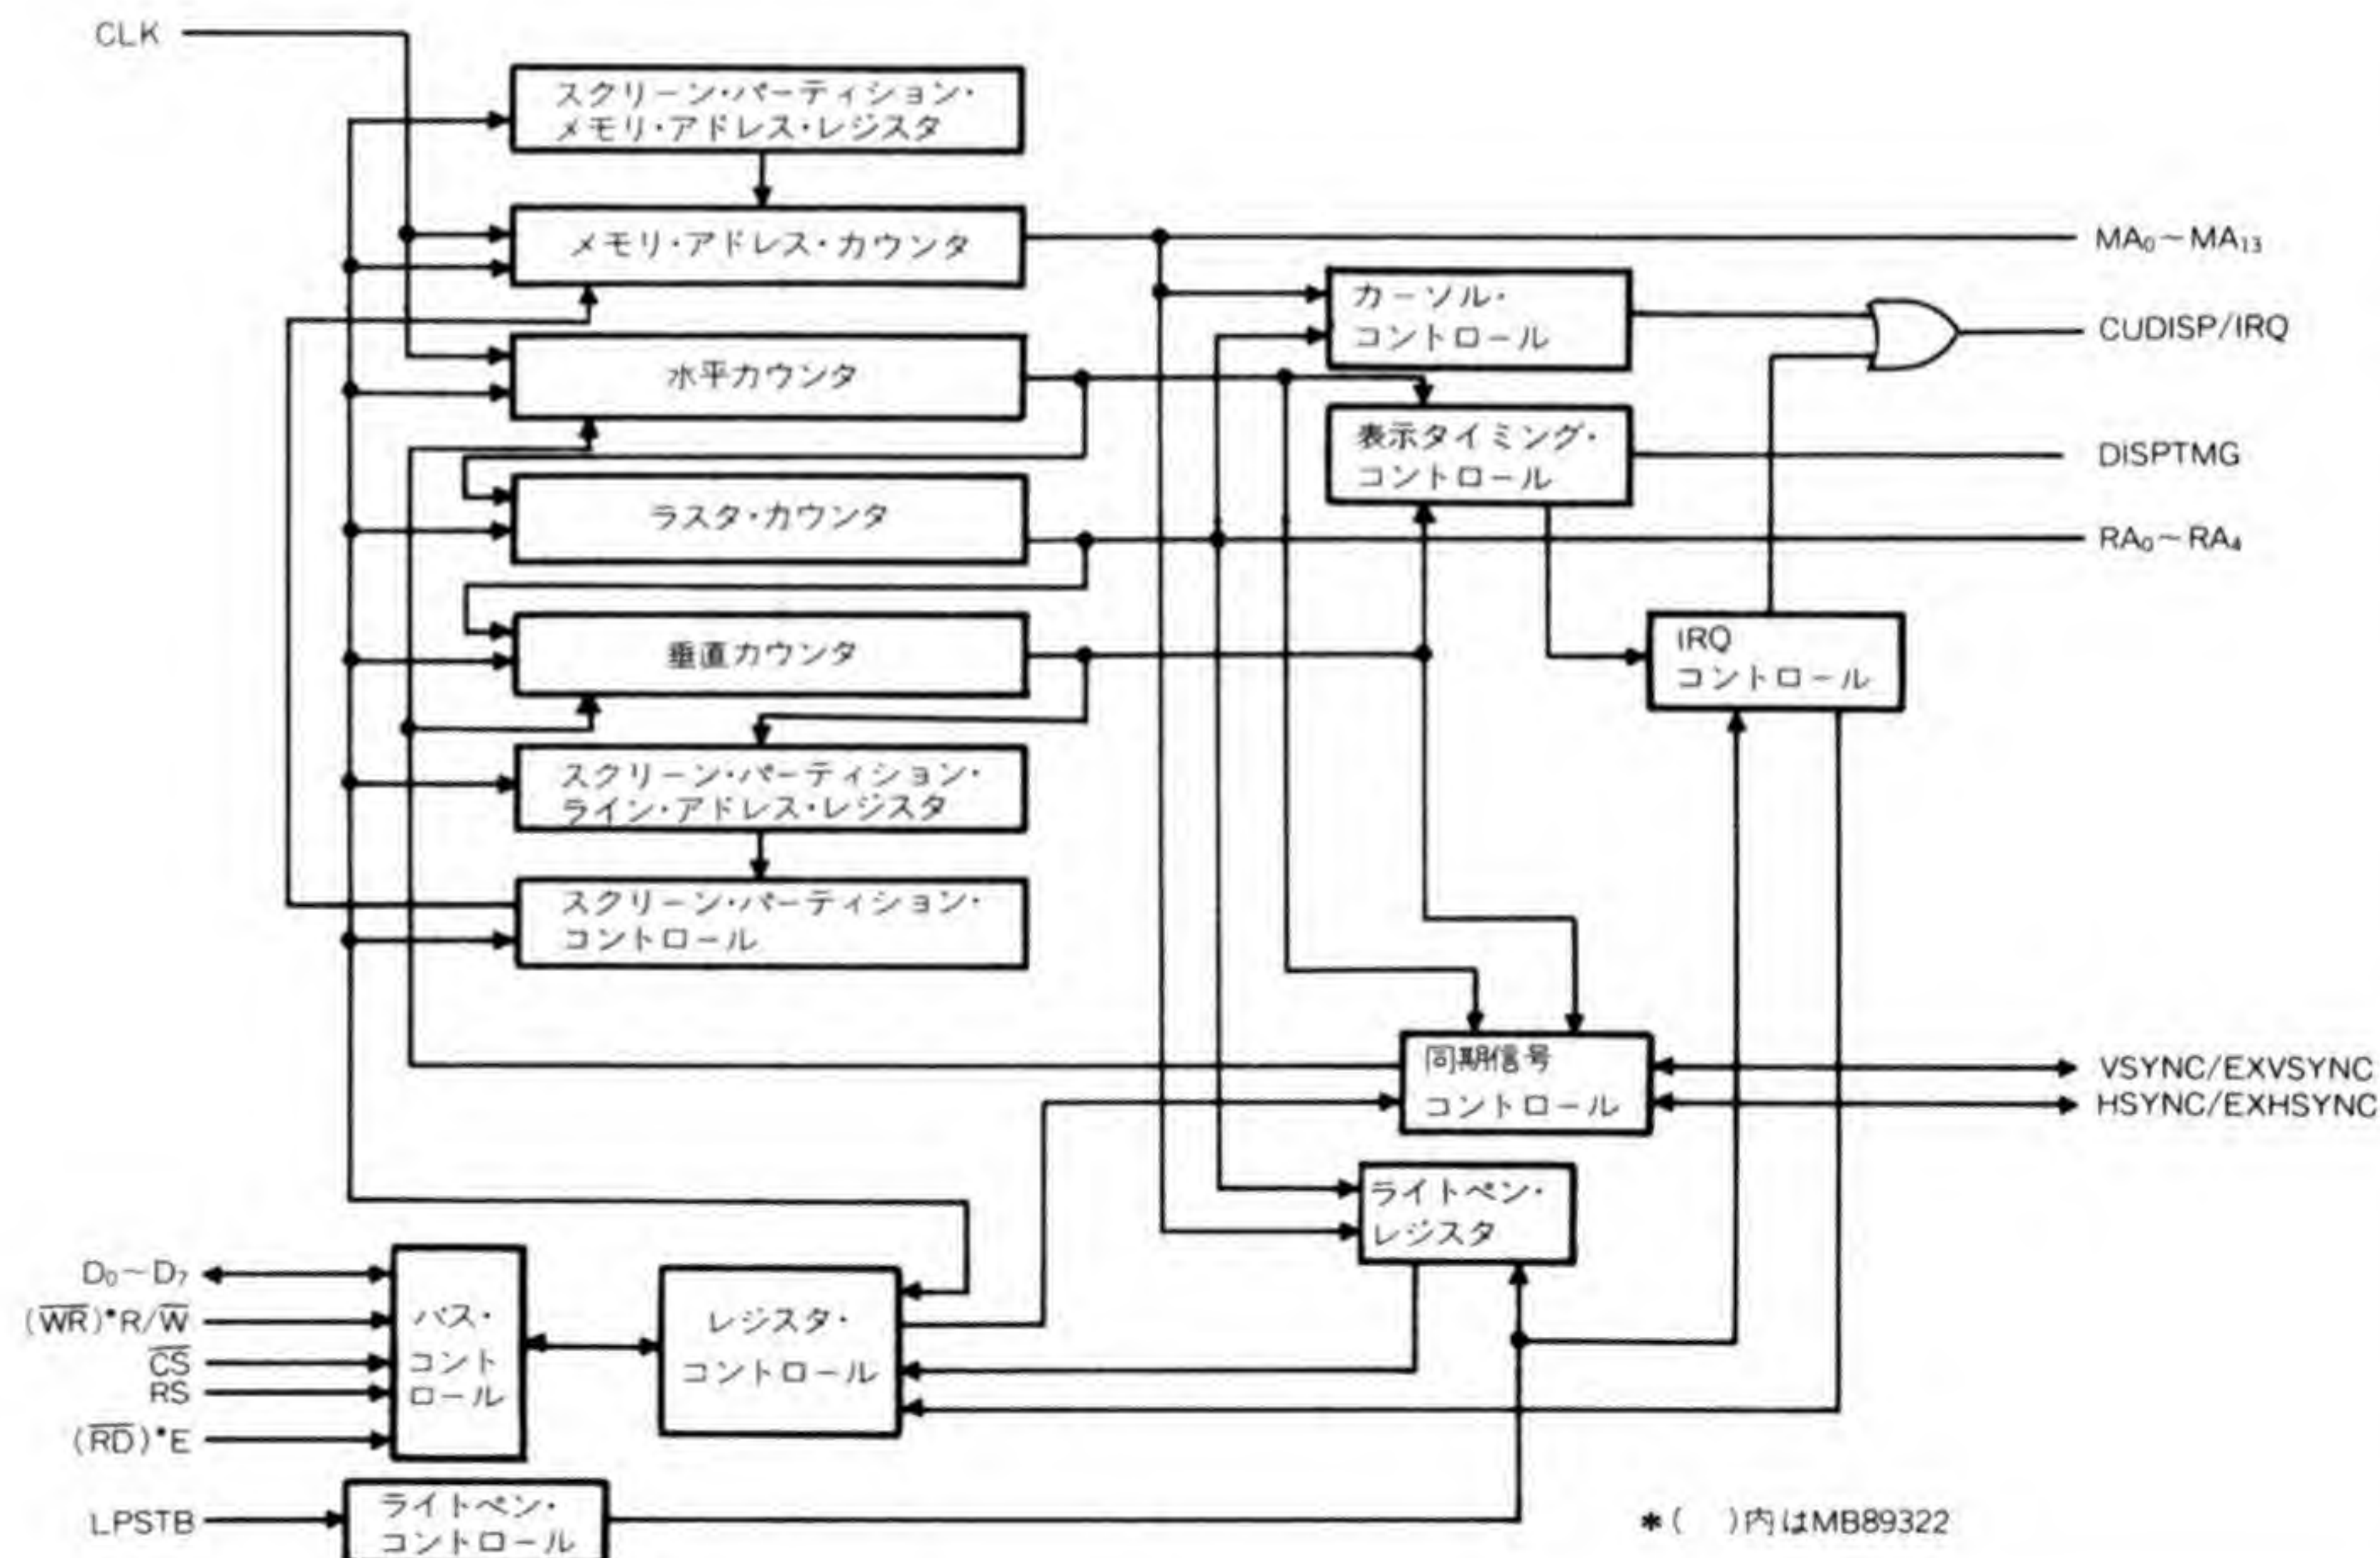 CLK
スクリーン・パーティション・
メモリ・アドレス・レジスタ
メモリ・アドレス・カウンタ
MA₀~MA₁₃
カーソル・
コントロール
CUDISP/IRQ
水平カウンタ
表示タイミング・
コントロール
DISPTMG
ラスタ・カウンタ
RA₀~RA₄
垂直カウンタ
IRQ
コントロール
スクリーン・パーティション・
ライン・アドレス・レジスタ
スクリーン・パーティション・
コントロール
同期信号
コントロール
VSYNC/EXVSYNC
HSYNC/EXHSYNC
ライトペン・
レジスタ
D₀~D₇
(W̅R̅)*R/W̅
C̅S̅
RS
(R̅D̅)*E
バス・
コント
ロール
レジスタ・
コントロール
LPSTB
ライトペン・
コントロール
*( )内はMB89322